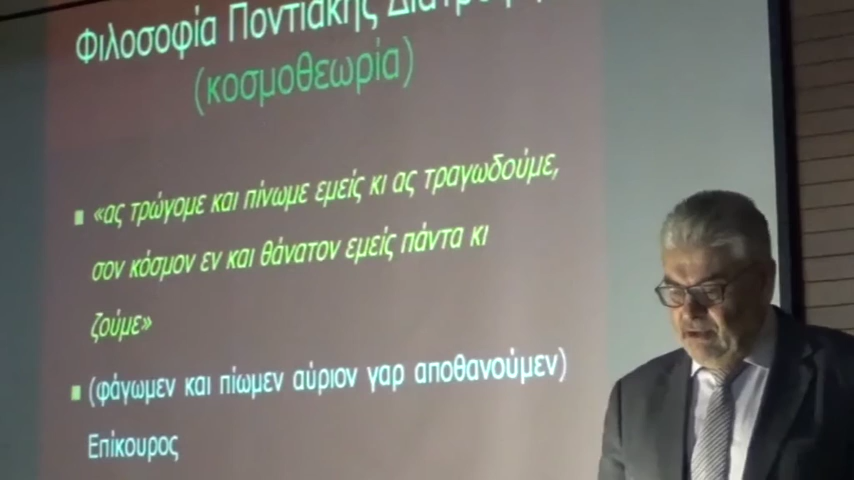 Φιλοσοφία Ποντιακής
(κοσμοθεωρία)
«ας τρώγομε και πίνωμε εμείς κι ας τραγωδούμε,
σον κόσμον εν και θάνατον εμείς πάντα κι
ζούμε»
(φάγωμεν και πίωμεν αύριον γαρ αποθανούμεν)
Επίκουρος